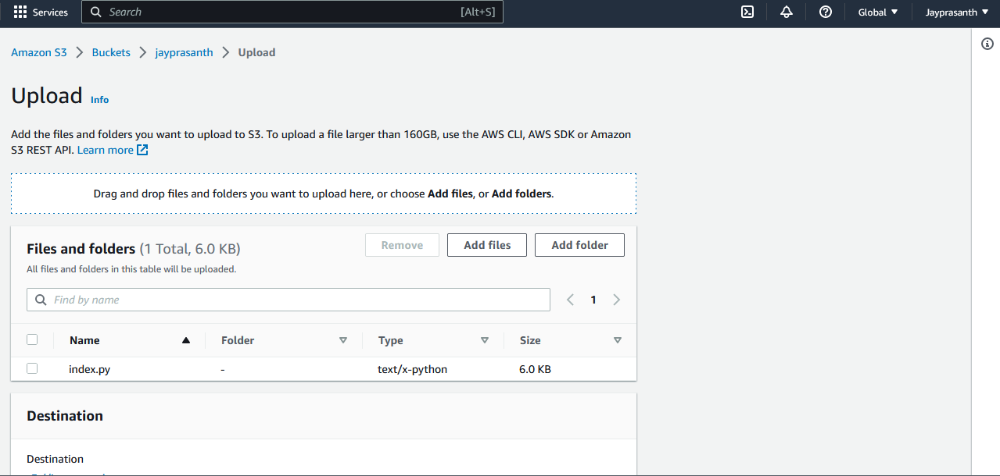 Services Search [Alt+S] Global Jayprasanth
Amazon S3 Buckets jayprasanth Upload
Upload Info
Add the files and folders you want to upload to S3. To upload a file larger than 160GB, use the AWS CLI, AWS SDK or Amazon
S3 REST API. Learn more
Drag and drop files and folders you want to upload here, or choose Add files, or Add folders.
Files and folders (1 Total, 6.0 KB) Remove Add files Add folder
All files and folders in this table will be uploaded.
Find by name 1
Name Folder Type Size
index.py - text/x-python 6.0 KB
Destination
Destination